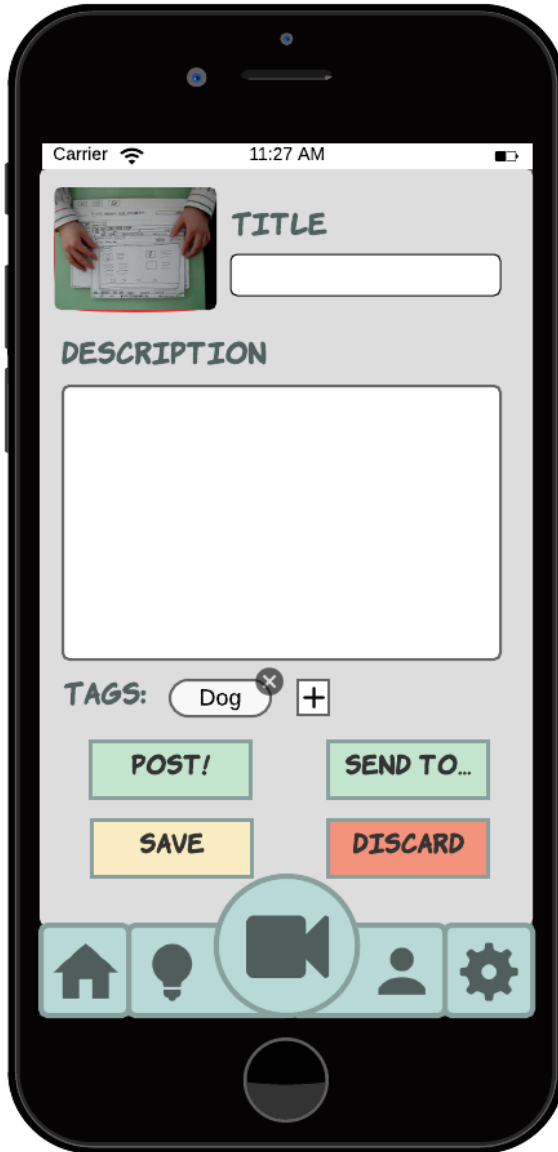 Carrier 11:27 AM
TITLE
DESCRIPTION
TAGS: Dog
POST! SEND TO...
SAVE DISCARD